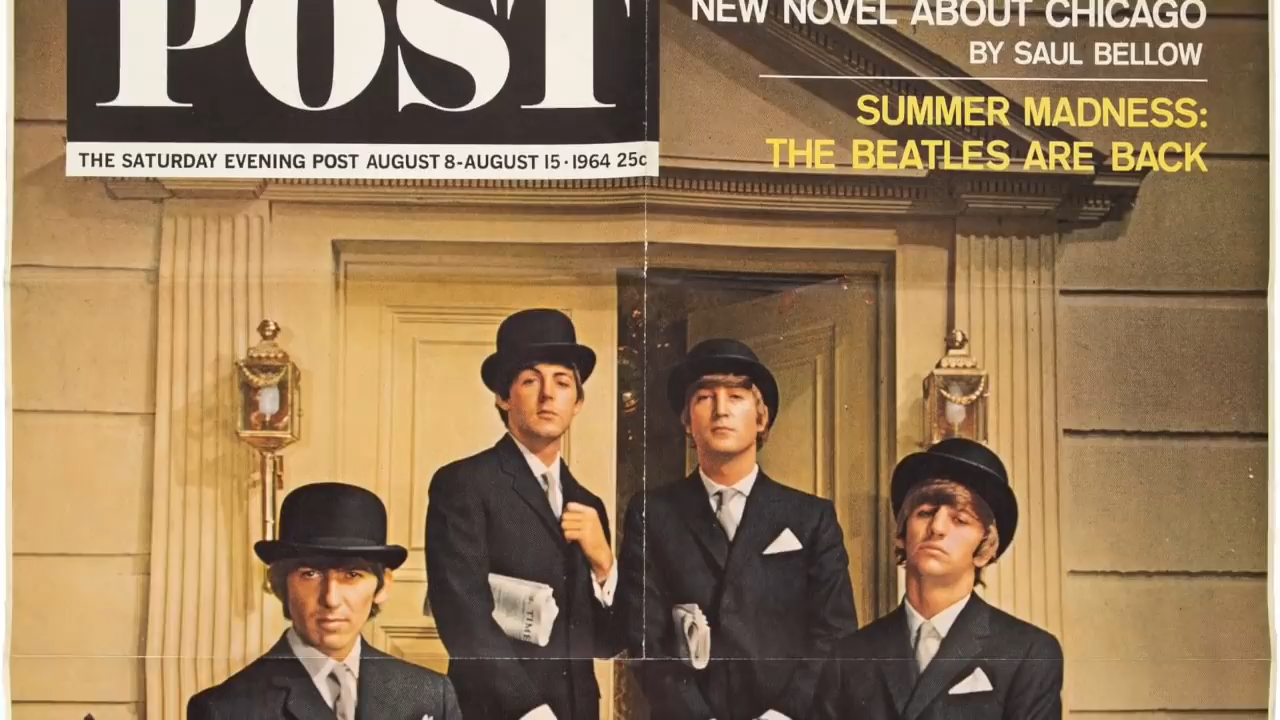 POST
NEW NOVEL ABOUT CHICAGO
BY SAUL BELLOW
SUMMER MADNESS:
THE BEATLES ARE BACK
THE SATURDAY EVENING POST AUGUST 8-AUGUST 15·1964 25c
TIME